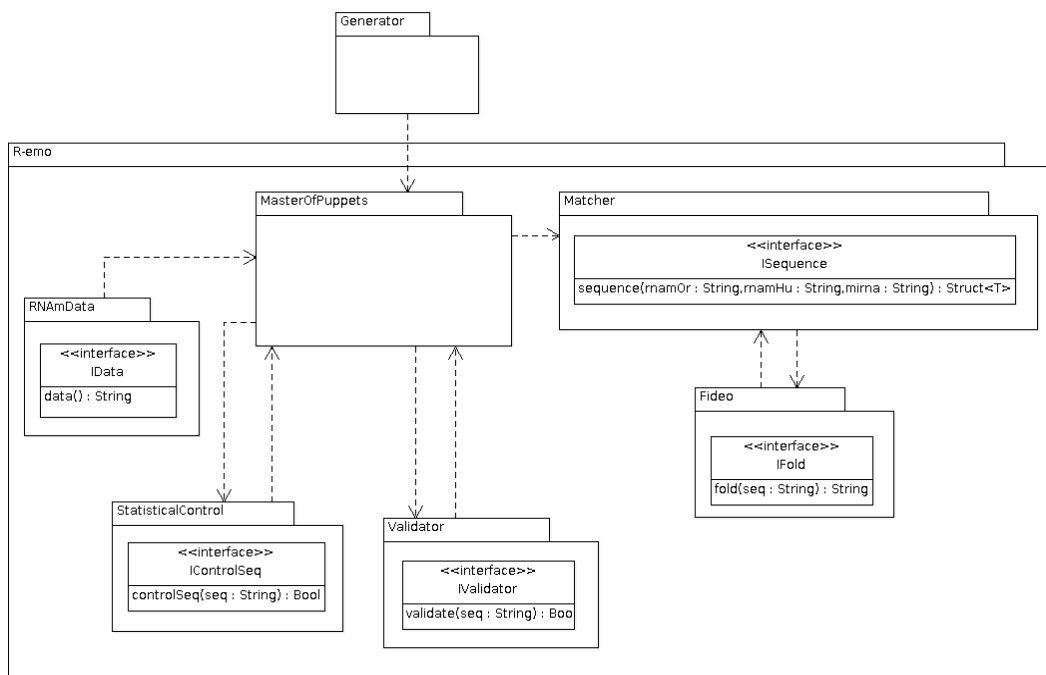 Generator
R-emo
MasterOfPuppets
Matcher
<<interface>>
ISequence
sequence(rnamOr : String,rnamHu : String,mirna : String) : Struct<T>
RNAmData
<<interface>>
IData
data() : String
Fideo
<<interface>>
IFold
fold(seq : String) : String
StatisticalControl
<<interface>>
IControlSeq
controlSeq(seq : String) : Bool
Validator
<<interface>>
IValidator
validate(seq : String) : Boo